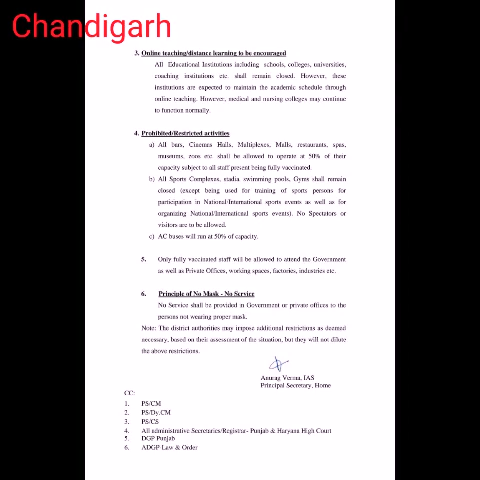 Chandigarh
3. Online teaching/distance learning to be encouraged
All Educational Institutions including schools, colleges, universities,
coaching institutions etc. shall remain closed. However, these
institutions are expected to maintain the academic schedule through
online teaching. However, medical and nursing colleges may continue
to function normally.
4. Prohibited/Restricted activities
a) All bars, Cinema Halls, Multiplexes, Malls, restaurants, spas,
museums, zoos etc. shall be allowed to operate at 50% of their
capacity subject to all staff present being fully vaccinated.
b) All Sports Complexes, stadia, swimming pools, Gyms shall remain
closed (except being used for training of sports persons for
participation in National/International sports events as well as for
organizing National/International sports events). No Spectators or
visitors are to be allowed.
c) AC buses will run at 50% of capacity.
5. Only fully vaccinated staff will be allowed to attend the Government
as well as Private Offices, working spaces, factories, industries etc.
6. Principle of No Mask - No Service
No Service shall be provided in Government or private offices to the
persons not wearing proper mask.
Note: The district authorities may impose additional restrictions as deemed
necessary, based on their assessment of the situation, but they will not dilute
the above restrictions.
Anurag Verma, IAS
Principal Secretary, Home
CC:
1. PS/CM
2. PS/Dy.CM
3. PS/CS
4. All administrative Secretaries/Registrar- Punjab & Haryana High Court
5. DGP Punjab
6. ADGP Law & Order